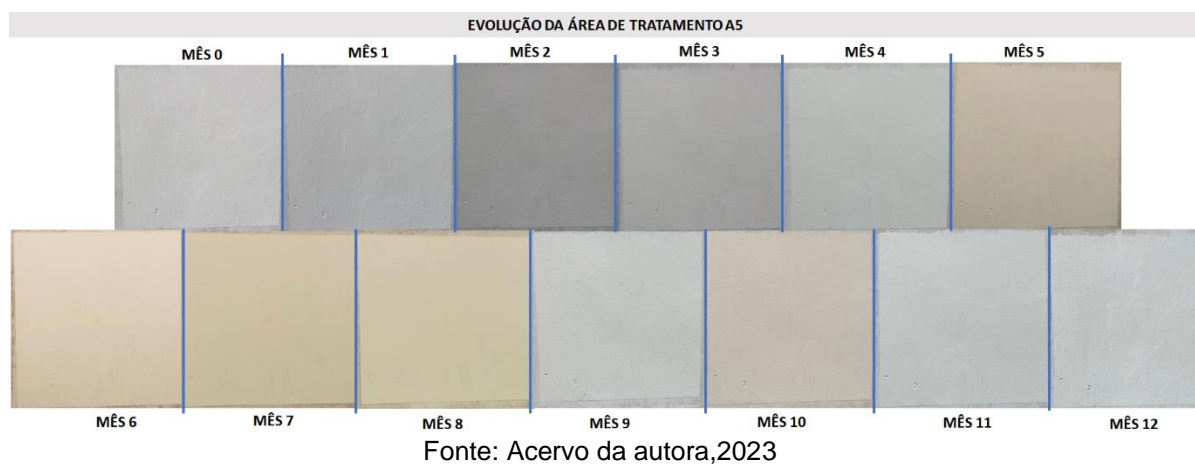 EVOLUÇÃO DA ÁREA DE TRATAMENTO A5
MÊS 0 MÊS 1 MÊS 2 MÊS 3 MÊS 4 MÊS 5
MÊS 6 MÊS 7 MÊS 8 MÊS 9 MÊS 10 MÊS 11 MÊS 12
Fonte: Acervo da autora,2023